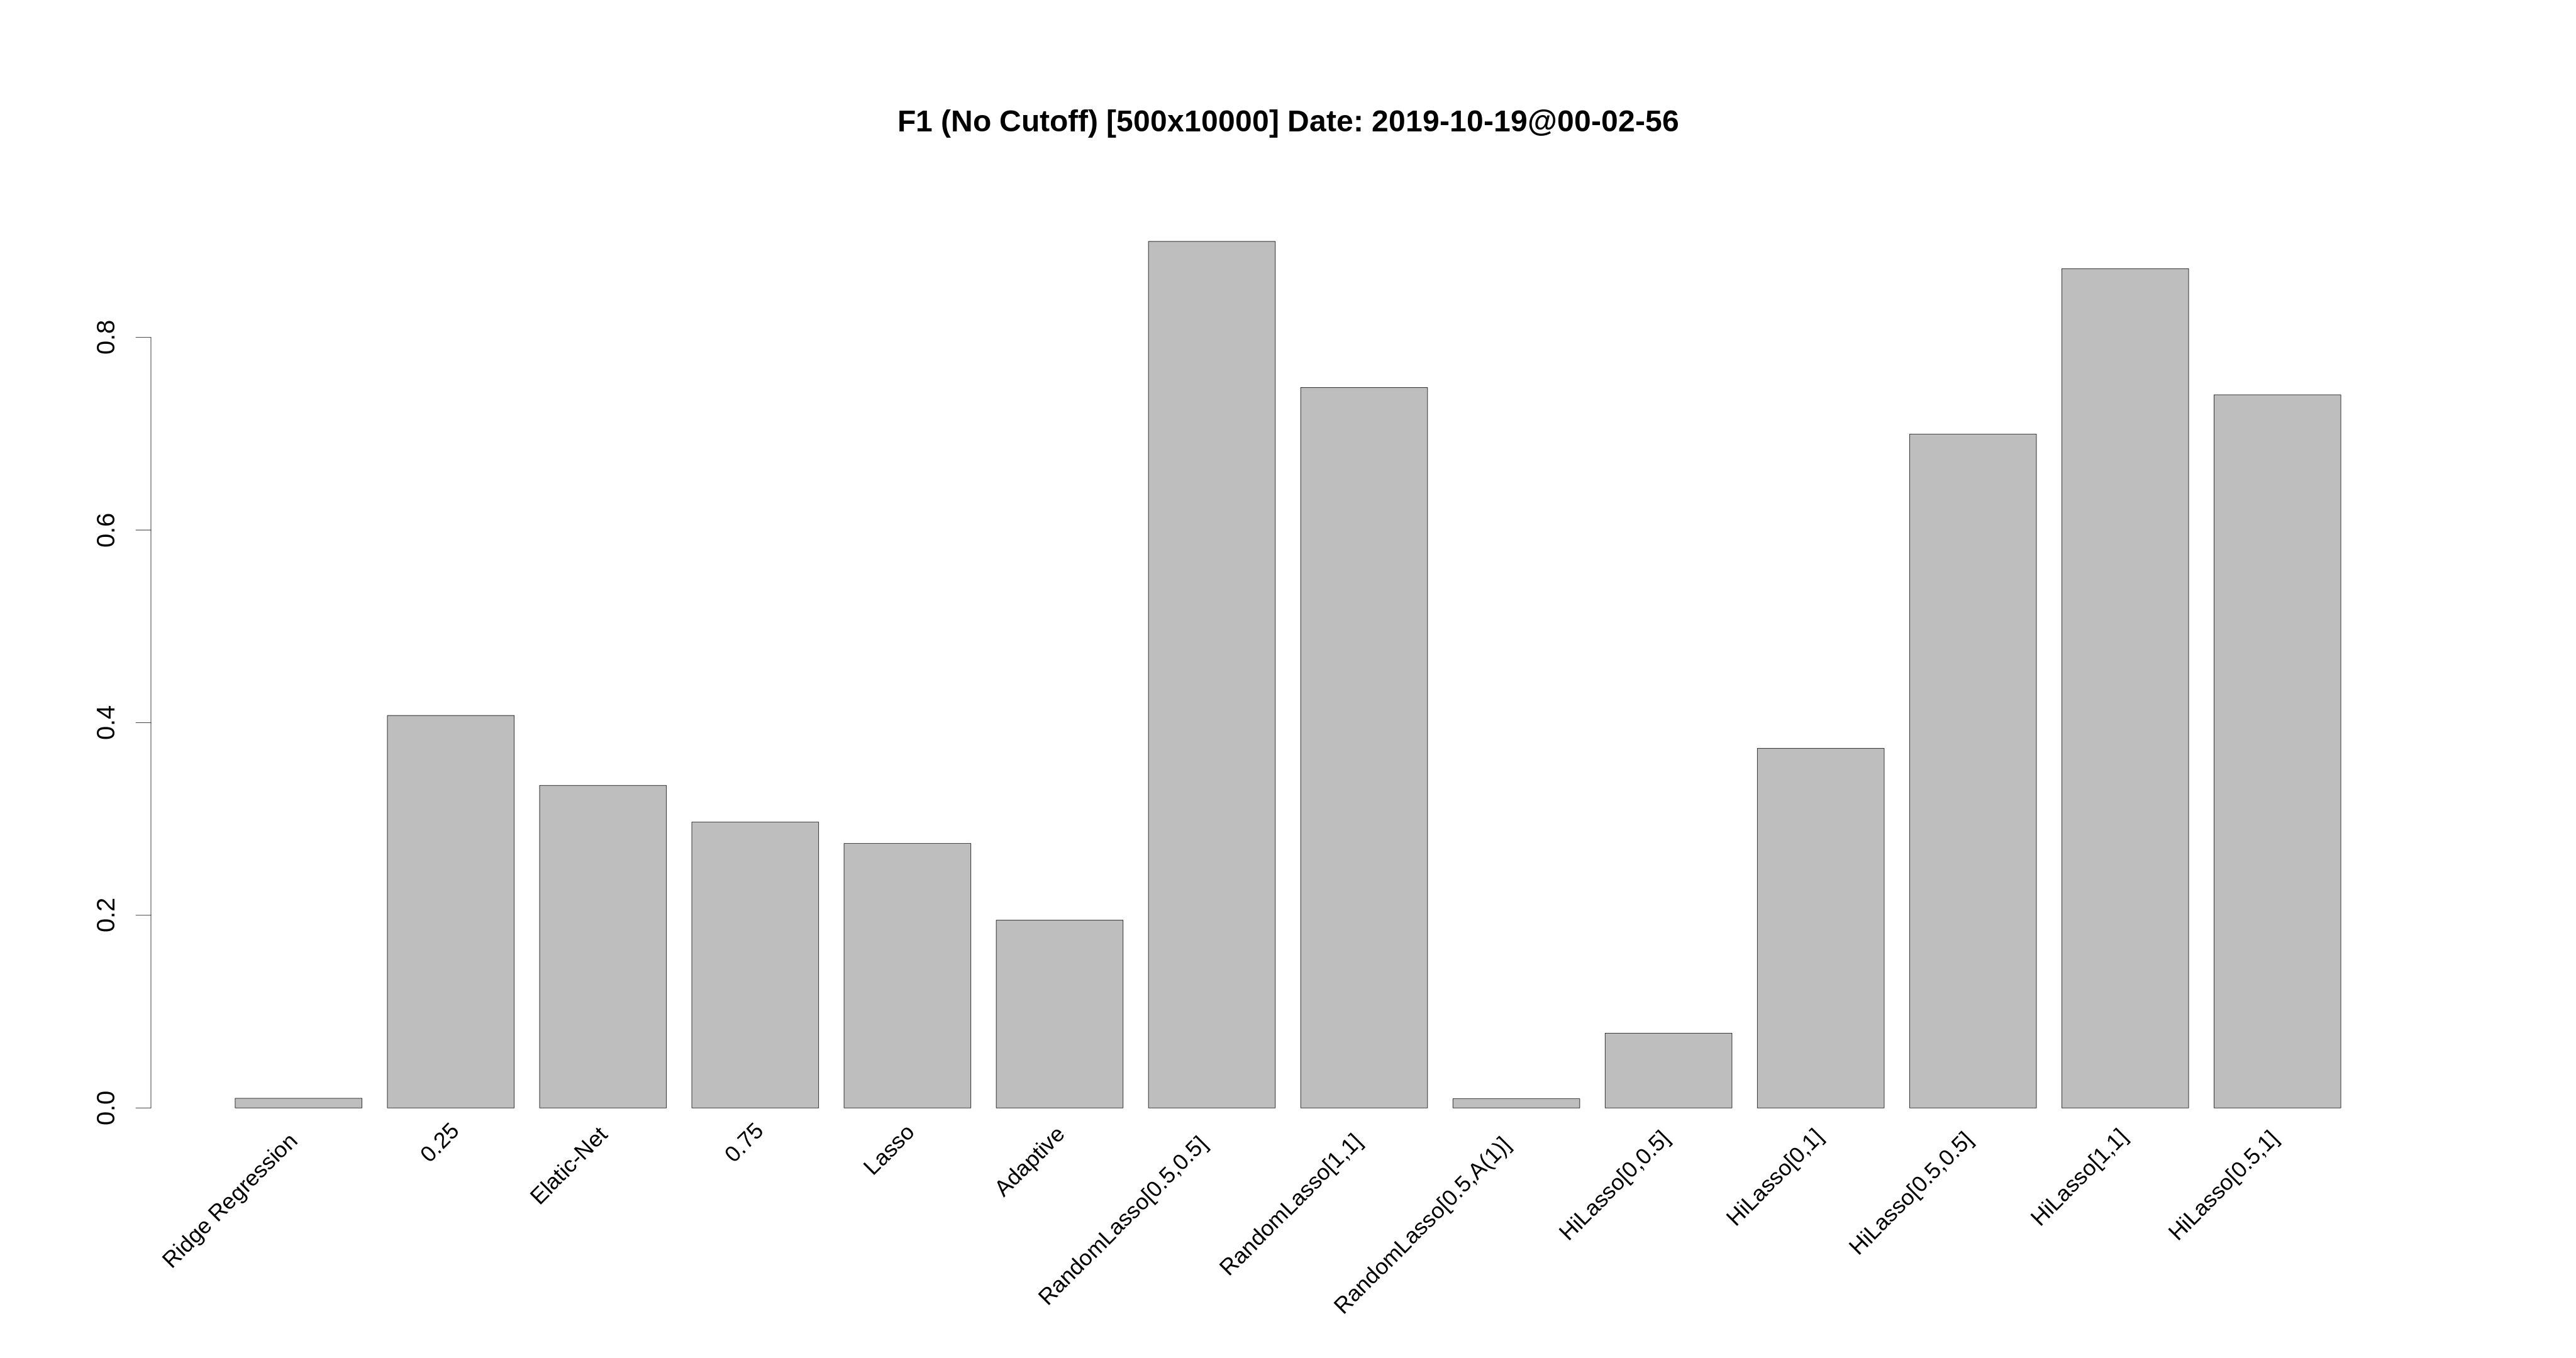 F1 (No Cutoff) [500x10000] Date: 2019-10-19@00-02-56
0.8
0.6
0.4
0.2
0.0
Ridge Regression
0.25
Elatic-Net
0.75
Lasso
Adaptive
RandomLasso[0.5,0.5]
RandomLasso[1,1]
RandomLasso[0.5,A(1)]
HiLasso[0,0.5]
HiLasso[0,1]
HiLasso[0.5,0.5]
HiLasso[1,1]
HiLasso[0.5,1]